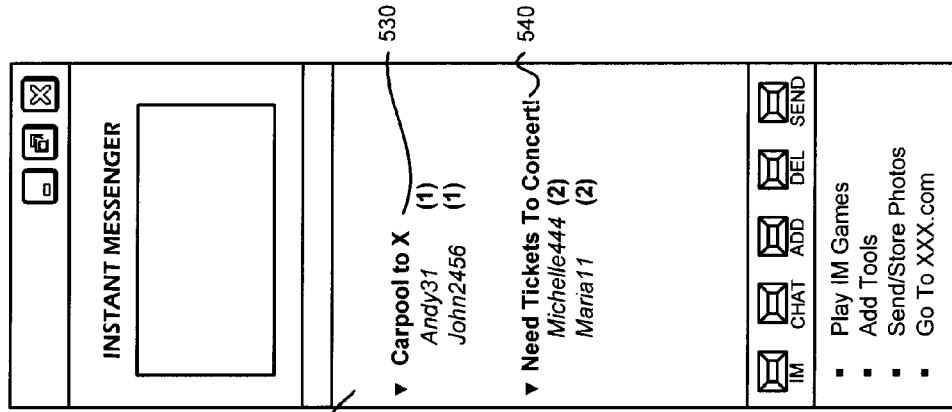 INSTANT MESSENGER
▼ Carpool to X
Andy31 (1)
John2456 (1)
530
▼ Need Tickets To Concert!
Michelle444 (2)
Maria11 (2)
540
IM CHAT ADD DEL SEND
▪ Play IM Games
▪ Add Tools
▪ Send/Store Photos
▪ Go To XXX.com